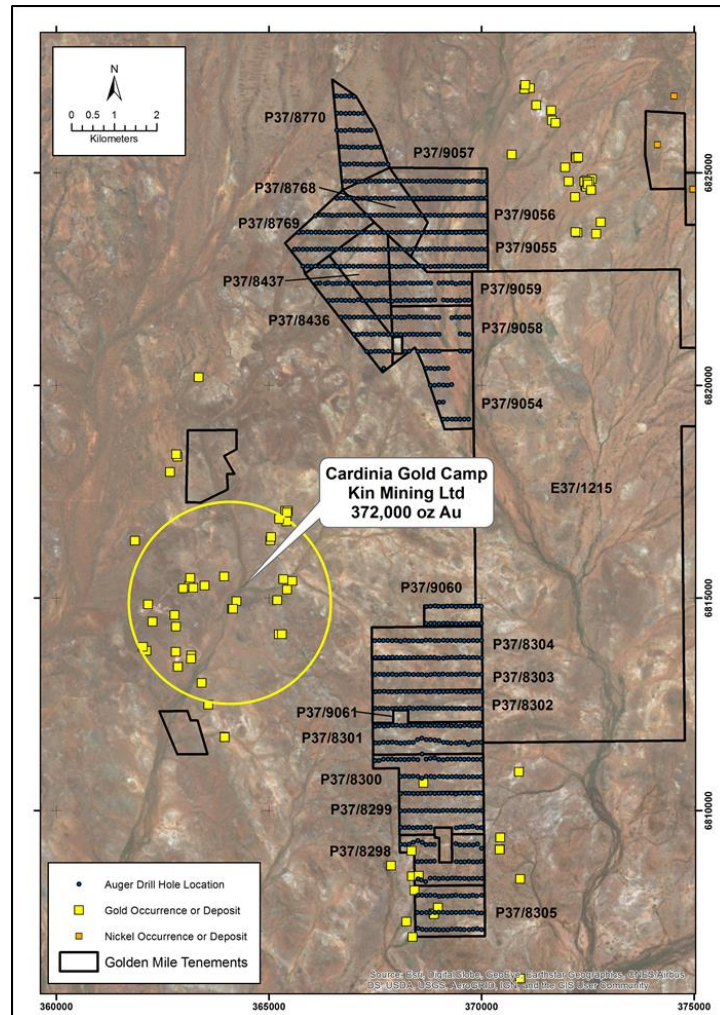 N
0 0.5 1 2
Kilometers
P37/8770
P37/9057
P37/8768
P37/8769
P37/9056
P37/9055
P37/8437
P37/9059
P37/8436
P37/9058
P37/9054
Cardinia Gold Camp
Kin Mining Ltd
372,000 oz Au
E37/1215
P37/9060
P37/8304
P37/8303
P37/8302
P37/9061
P37/8301
P37/8300
P37/8299
P37/8298
P37/8305
6825000
6820000
6815000
6810000
Auger Drill Hole Location
Gold Occurrence or Deposit
Nickel Occurrence or Deposit
Golden Mile Tenements
Source: Esri, DigitalGlobe, GeoEye, Earthstar Geographics, CNES/Airbus
DS, USDA, USGS, AeroGRID, IGN, and the GIS User Community
360000 365000 370000 375000